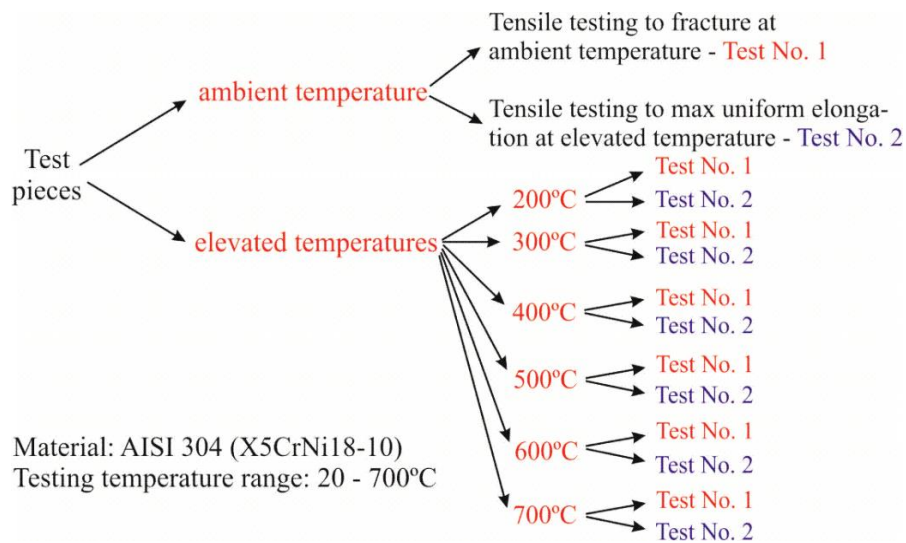 Tensile testing to fracture at
ambient temperature - Test No. 1
ambient temperature
Tensile testing to max uniform elonga-
tion at elevated temperature - Test No. 2
Test
pieces
elevated temperatures
200ºC
Test No. 1
Test No. 2
300ºC
Test No. 1
Test No. 2
400ºC
Test No. 1
Test No. 2
500ºC
Test No. 1
Test No. 2
600ºC
Test No. 1
Test No. 2
700ºC
Test No. 1
Test No. 2
Material: AISI 304 (X5CrNi18-10)
Testing temperature range: 20 - 700ºC